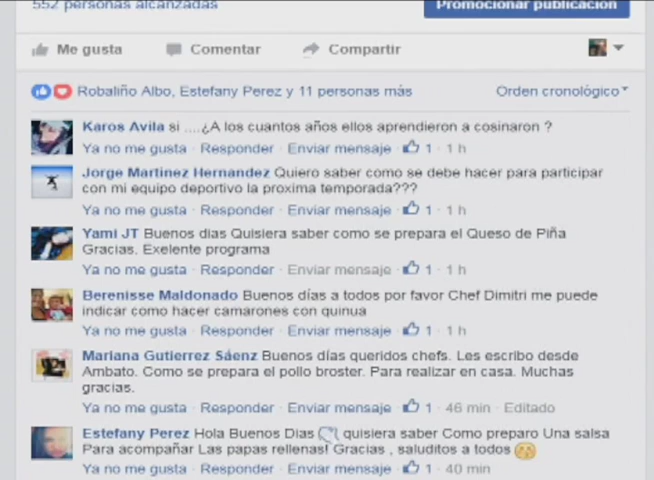 552 personas alcanzadas
Promocionar publicación
Me gusta Comentar Compartir
Robaliño Albo, Estefany Perez y 11 personas más Orden cronológico
Karos Avila si ....¿A los cuantos años ellos aprendieron a cosinaron ?
Ya no me gusta · Responder · Enviar mensaje · 1 · 1 h
Jorge Martinez Hernandez Quiero saber como se debe hacer para participar
con mi equipo deportivo la proxima temporada???
Ya no me gusta · Responder · Enviar mensaje · 1 · 1 h
Yami JT Buenos dias Quisiera saber como se prepara el Queso de Piña
Gracias. Exelente programa
Ya no me gusta · Responder · Enviar mensaje · 1 · 1 h
Berenisse Maldonado Buenos días a todos por favor Chef Dimitri me puede
indicar como hacer camarones con quinua
Ya no me gusta · Responder · Enviar mensaje · 1 · 1 h
Mariana Gutierrez Sáenz Buenos días queridos chefs. Les escribo desde
Ambato. Como se prepara el pollo broster. Para realizar en casa. Muchas
gracias.
Ya no me gusta · Responder · Enviar mensaje · 1 · 46 min · Editado
Estefany Perez Hola Buenos Dias quisiera saber Como preparo Una salsa
Para acompañar Las papas rellenas! Gracias , saluditos a todos
Ya no me gusta · Responder · Enviar mensaje · 1 · 40 min